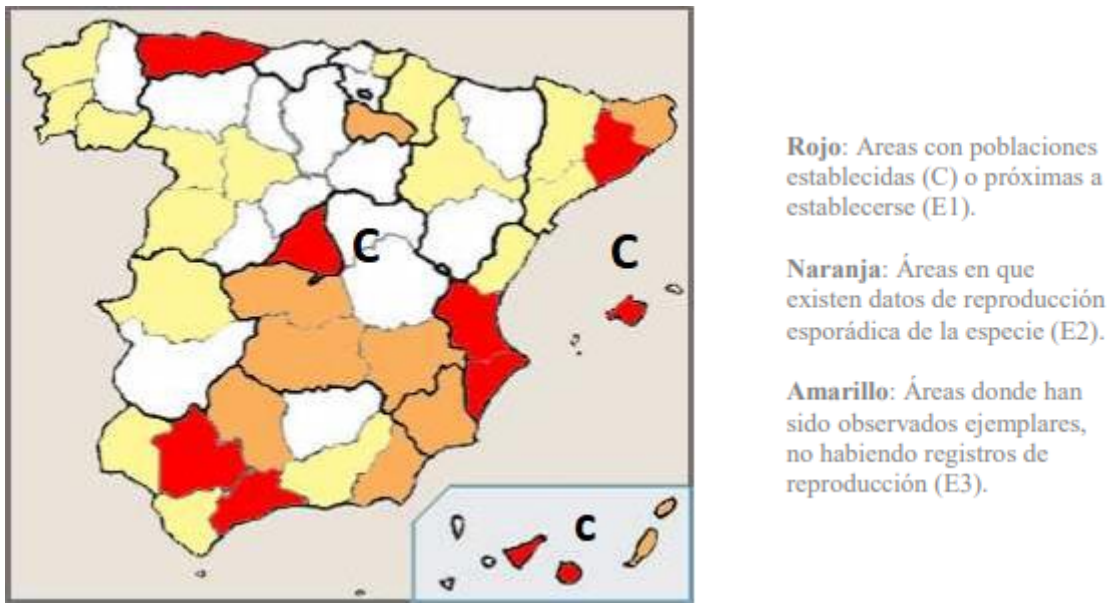 C
C
C
Rojo: Areas con poblaciones
establecidas (C) o próximas a
establecerse (E1).
Naranja: Áreas en que
existen datos de reproducción
esporádica de la especie (E2).
Amarillo: Áreas donde han
sido observados ejemplares,
no habiendo registros de
reproducción (E3).